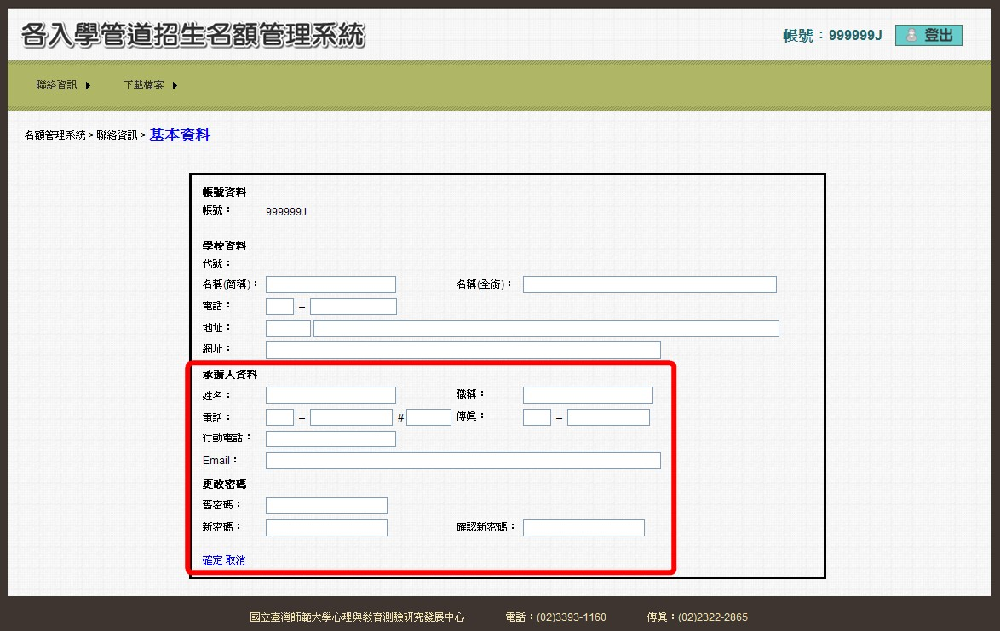 各入學管道招生名額管理系統
帳號：999999J 登出
聯絡資訊 下載檔案
名額管理系統 > 聯絡資訊 > 基本資料
帳號資料
帳號： 999999J
學校資料
代號：
名稱(簡稱)： 名稱(全銜)：
電話： –
地址：
網址：
承辦人資料
姓名： 職稱：
電話： – # 傳真： –
行動電話：
Email：
更改密碼
舊密碼：
新密碼： 確認新密碼：
確定 取消
國立臺灣師範大學心理與教育測驗研究發展中心 電話：(02)3393-1160 傳真：(02)2322-2865